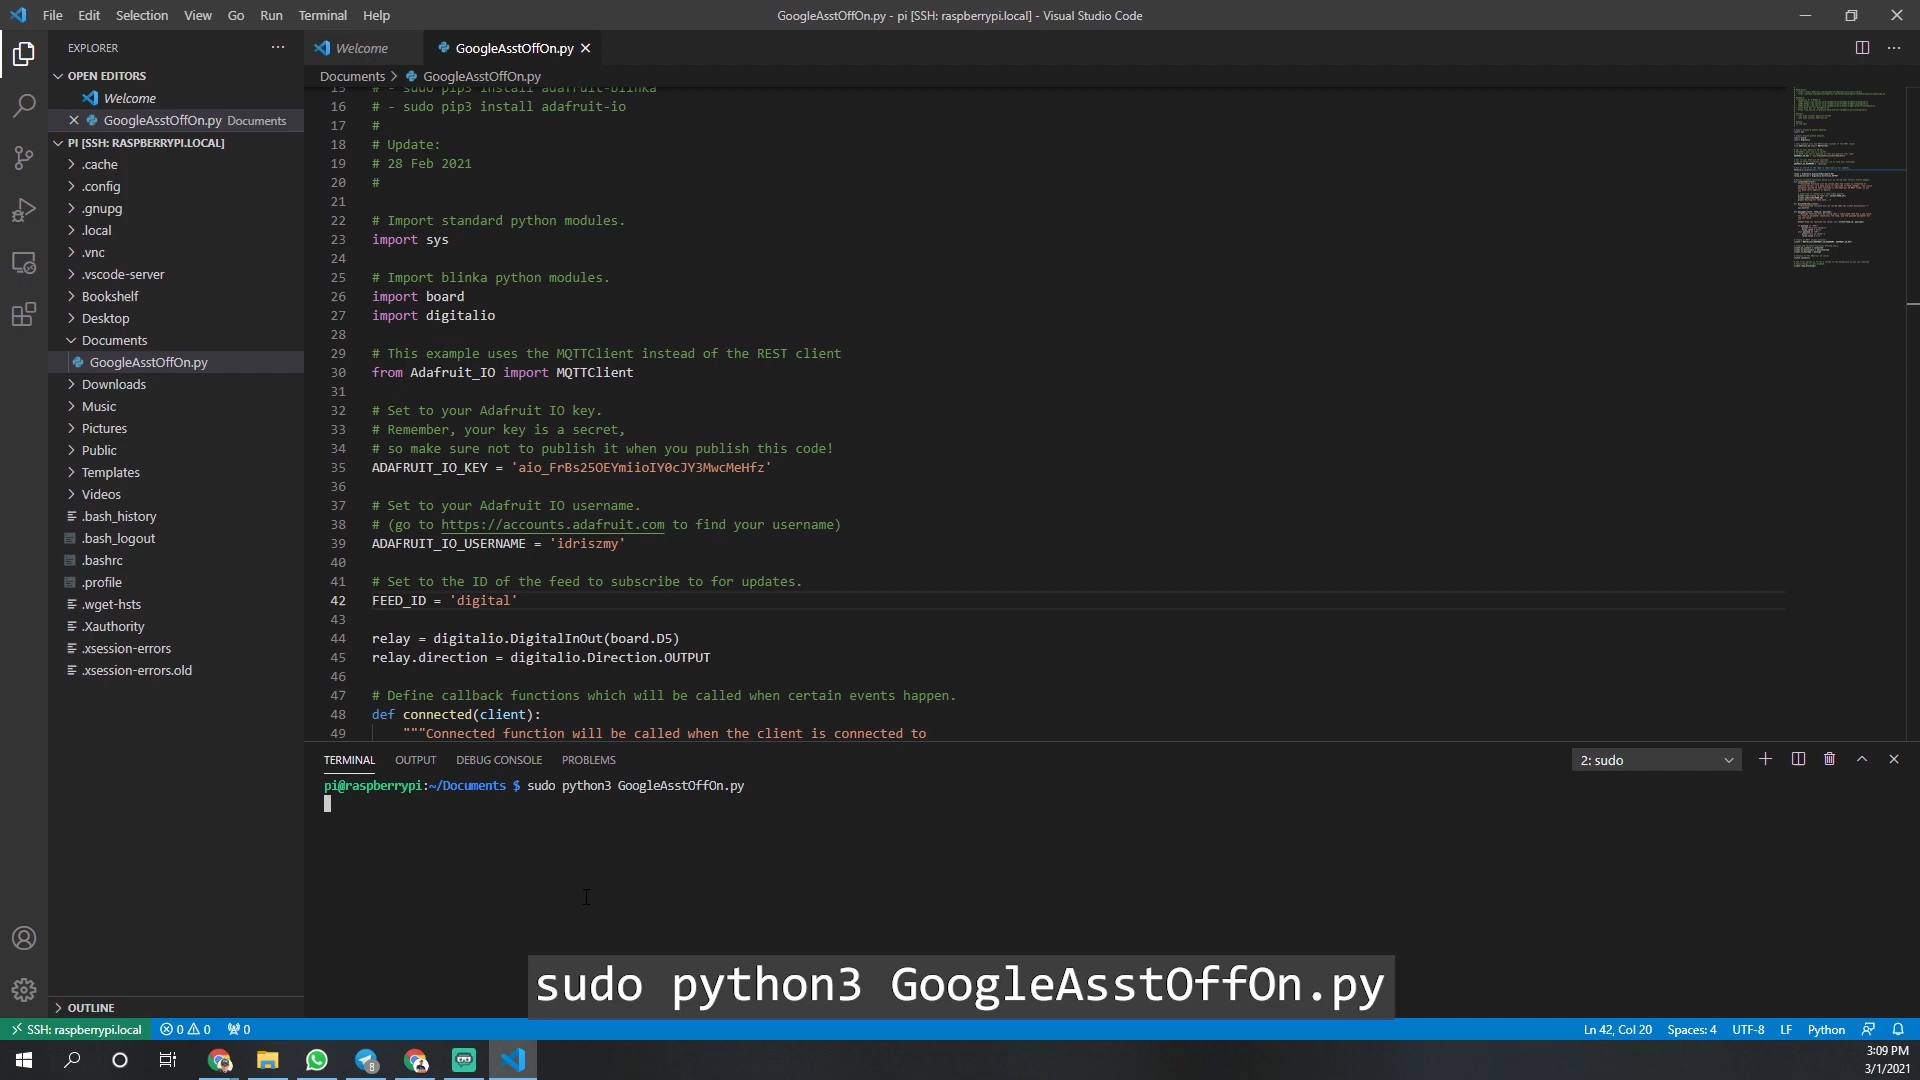 File Edit Selection View Go Run Terminal Help
GoogleAsstOffOn.py - pi [SSH: raspberrypi.local] - Visual Studio Code
EXPLORER
Welcome
GoogleAsstOffOn.py
OPEN EDITORS
Welcome
GoogleAsstOffOn.py Documents
PI [SSH: RASPBERRYPI.LOCAL]
.cache
.config
.gnupg
.local
.vnc
.vscode-server
Bookshelf
Desktop
Documents
GoogleAsstOffOn.py
Downloads
Music
Pictures
Public
Templates
Videos
.bash_history
.bash_logout
.bashrc
.profile
.wget-hsts
.Xauthority
.xsession-errors
.xsession-errors.old
OUTLINE
Documents > GoogleAsstOffOn.py
15 # - sudo pip3 install adafruit-blinka
16 # - sudo pip3 install adafruit-io
17 #
18 # Update:
19 # 28 Feb 2021
20 #
21
22 # Import standard python modules.
23 import sys
24
25 # Import blinka python modules.
26 import board
27 import digitalio
28
29 # This example uses the MQTTClient instead of the REST client
30 from Adafruit_IO import MQTTClient
31
32 # Set to your Adafruit IO key.
33 # Remember, your key is a secret,
34 # so make sure not to publish it when you publish this code!
35 ADAFRUIT_IO_KEY = 'aio_FrBs25OEYmiioIY0cJY3MwcMeHfz'
36
37 # Set to your Adafruit IO username.
38 # (go to https://accounts.adafruit.com to find your username)
39 ADAFRUIT_IO_USERNAME = 'idriszmy'
40
41 # Set to the ID of the feed to subscribe to for updates.
42 FEED_ID = 'digital'
43
44 relay = digitalio.DigitalInOut(board.D5)
45 relay.direction = digitalio.Direction.OUTPUT
46
47 # Define callback functions which will be called when certain events happen.
48 def connected(client):
49 """Connected function will be called when the client is connected to
TERMINAL OUTPUT DEBUG CONSOLE PROBLEMS
2: sudo
pi@raspberrypi:~/Documents $ sudo python3 GoogleAsstOffOn.py
sudo python3 GoogleAsstOffOn.py
SSH: raspberrypi.local 0 0 0
Ln 42, Col 20 Spaces: 4 UTF-8 LF Python
8
3:09 PM
3/1/2021